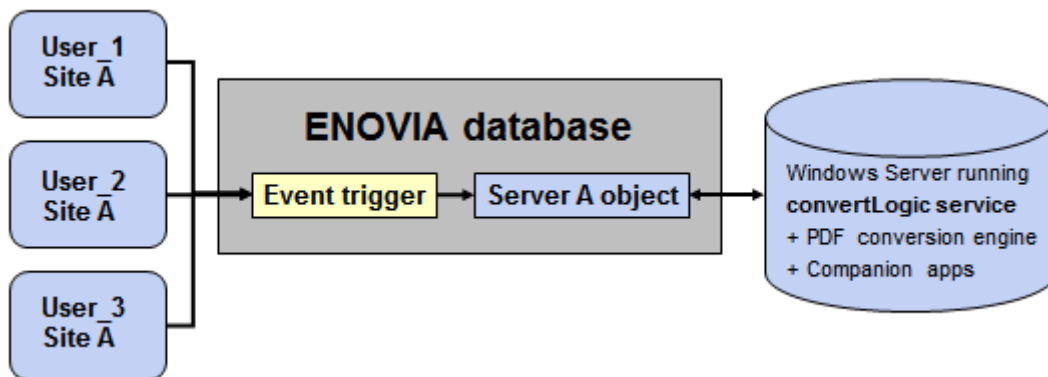 User_1
Site A
User_2
Site A
User_3
Site A
ENOVIA database
Event trigger
Server A object
Windows Server running
convertLogic service
+ PDF conversion engine
+ Companion apps